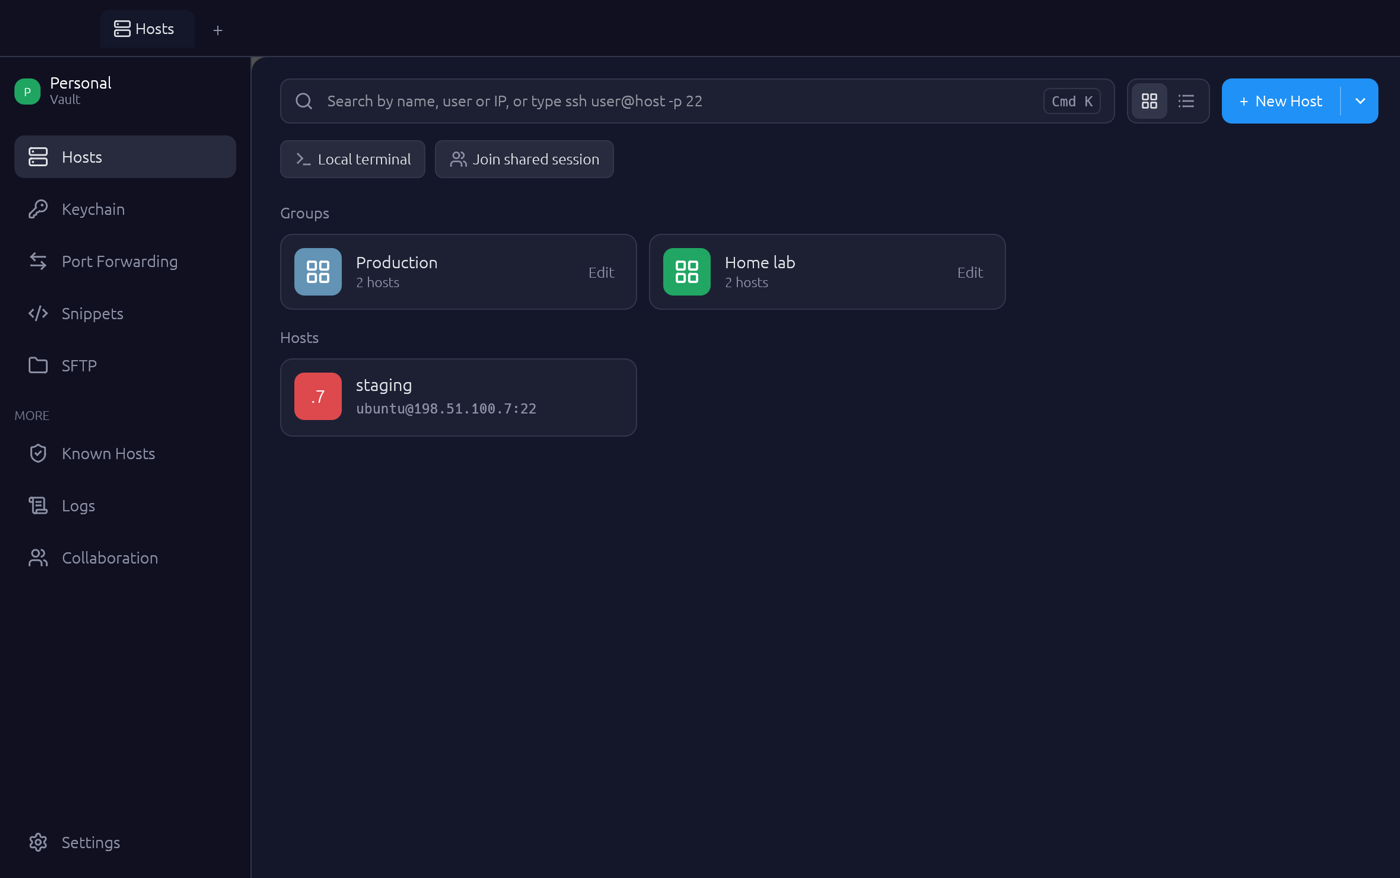 Hosts
+
P
Personal
Vault
Hosts
Keychain
Port Forwarding
Snippets
SFTP
MORE
Known Hosts
Logs
Collaboration
Settings
Search by name, user or IP, or type ssh user@host -p 22
Cmd K
+ New Host
Local terminal
Join shared session
Groups
Production
2 hosts
Edit
Home lab
2 hosts
Edit
Hosts
.7
staging
ubuntu@198.51.100.7:22